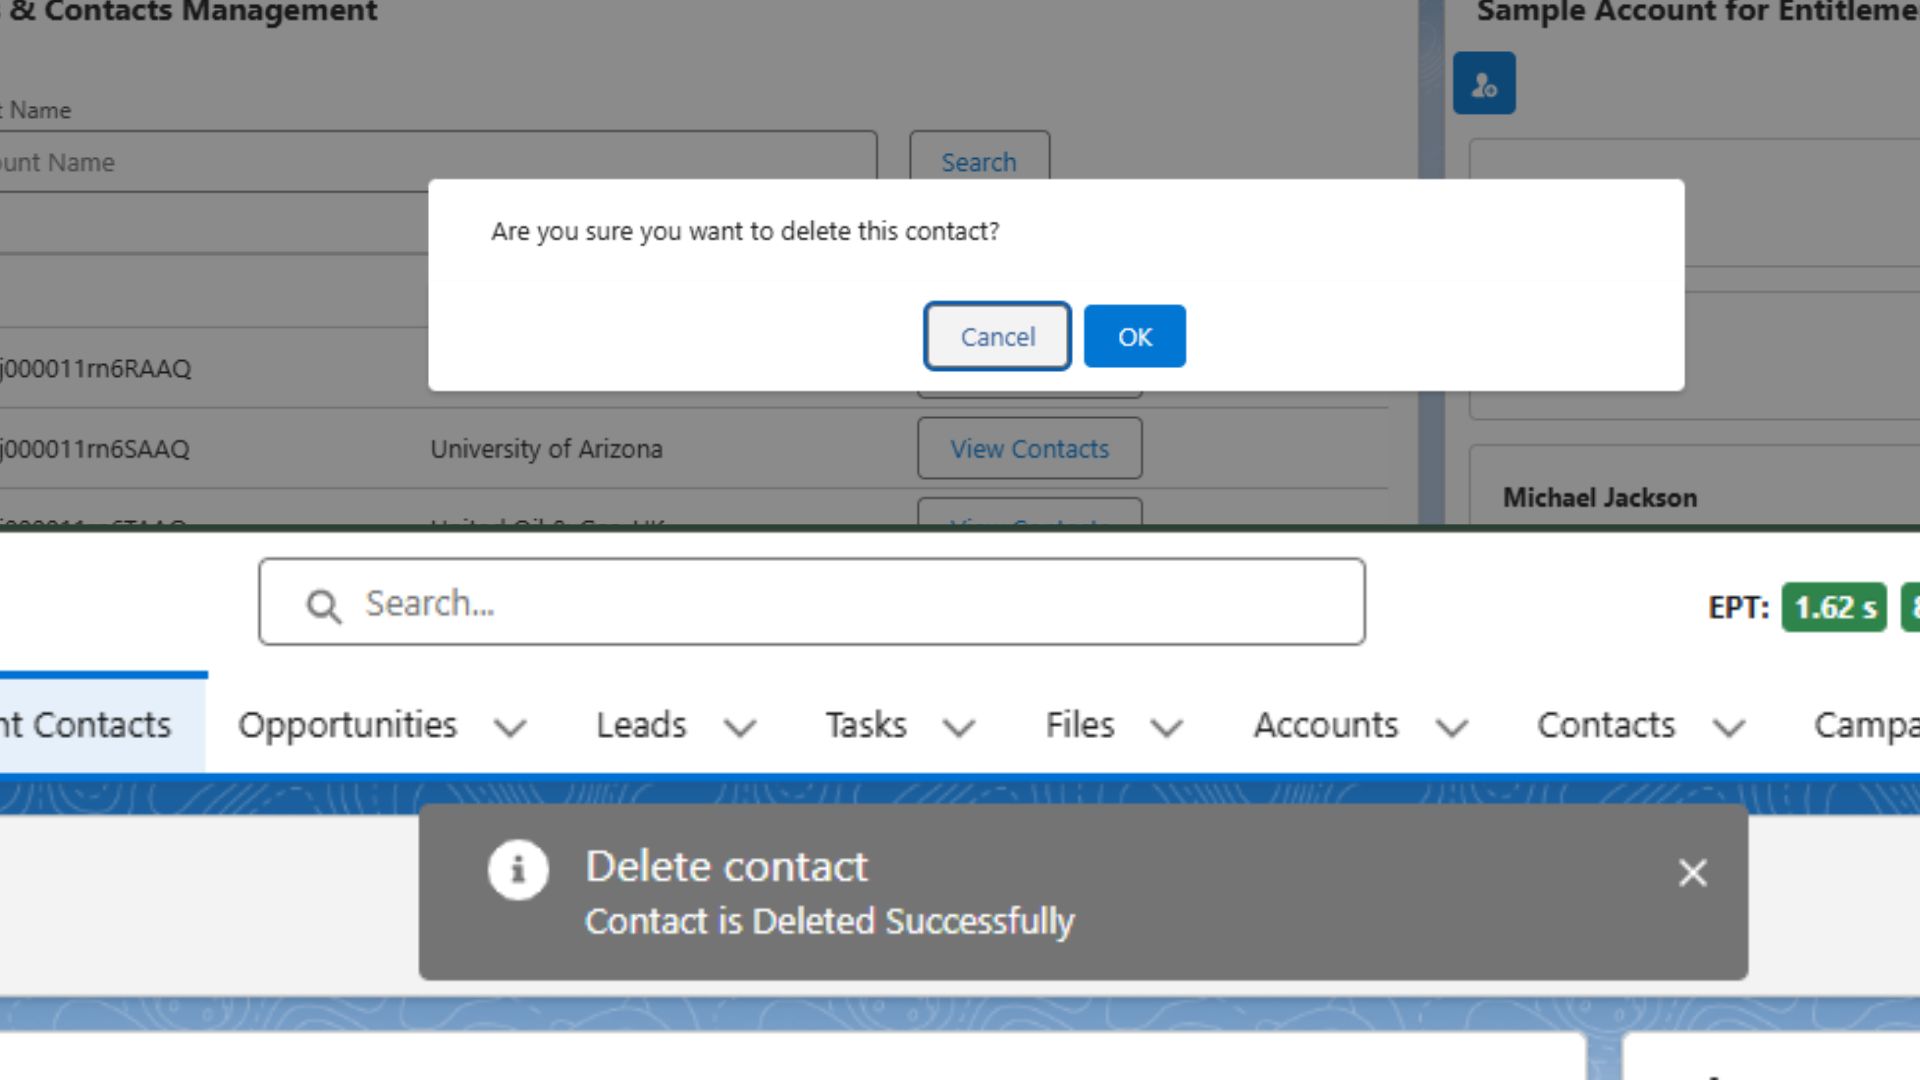 & Contacts Management
Sample Account for Entitleme
t Name
ount Name
Search
Are you sure you want to delete this contact?
Cancel
OK
j000011rn6RAAQ
j000011rn6SAAQ
University of Arizona
View Contacts
Michael Jackson
Search...
EPT:
1.62 s
nt Contacts
Opportunities
Leads
Tasks
Files
Accounts
Contacts
Campa
Delete contact
Contact is Deleted Successfully